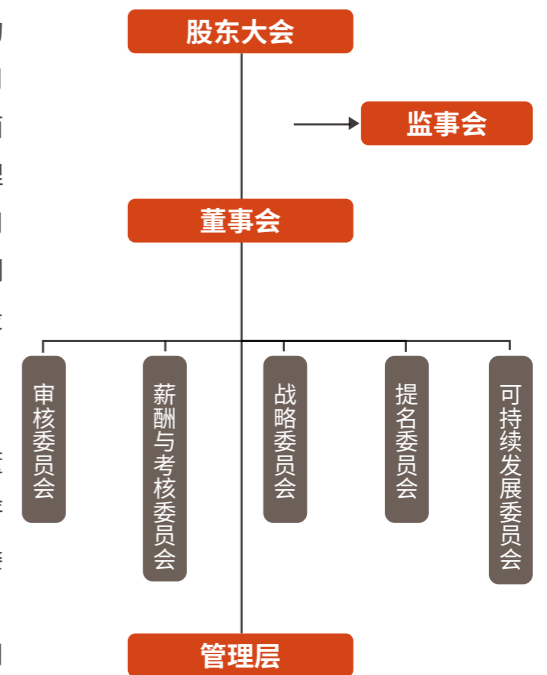 股东大会
监事会
董事会
审核委员会
薪酬与考核委员会
战略委员会
提名委员会
可持续发展委员会
管理层